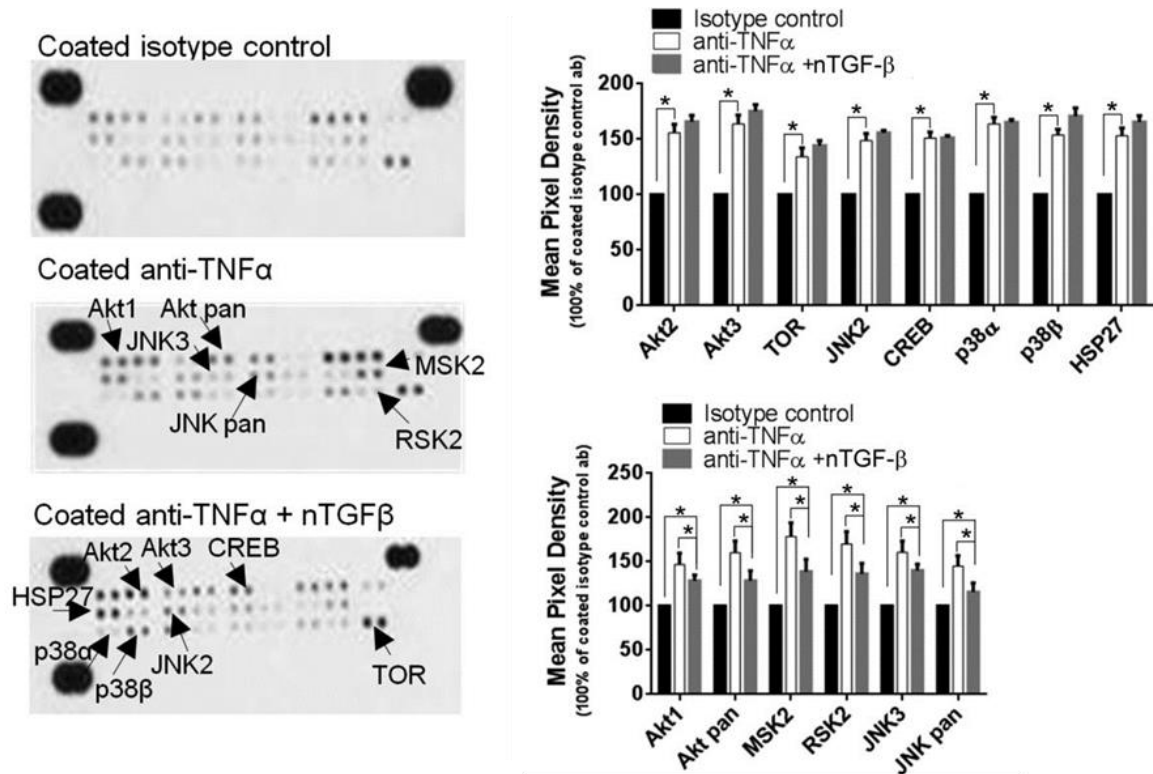 Coated isotype control
Coated anti-TNFα
Akt1
Akt pan
JNK3
MSK2
JNK pan
RSK2
Coated anti-TNFα + nTGFβ
Akt2
Akt3
CREB
HSP27
p38α
p38β
JNK2
TOR
Isotype control
anti-TNFα
anti-TNFα +nTGF-β
Mean Pixel Density
(100% of coated isotype control ab)
200
150
100
50
0
* * * * * * * *
Akt2 Akt3 TOR JNK2 CREB p38α p38β HSP27
Isotype control
anti-TNFα
anti-TNFα +nTGF-β
Mean Pixel Density
(100% of coated isotype control ab)
250
200
150
100
50
0
* * * * * *
* * * * * *
Akt1 Akt pan MSK2 RSK2 JNK3 JNK pan